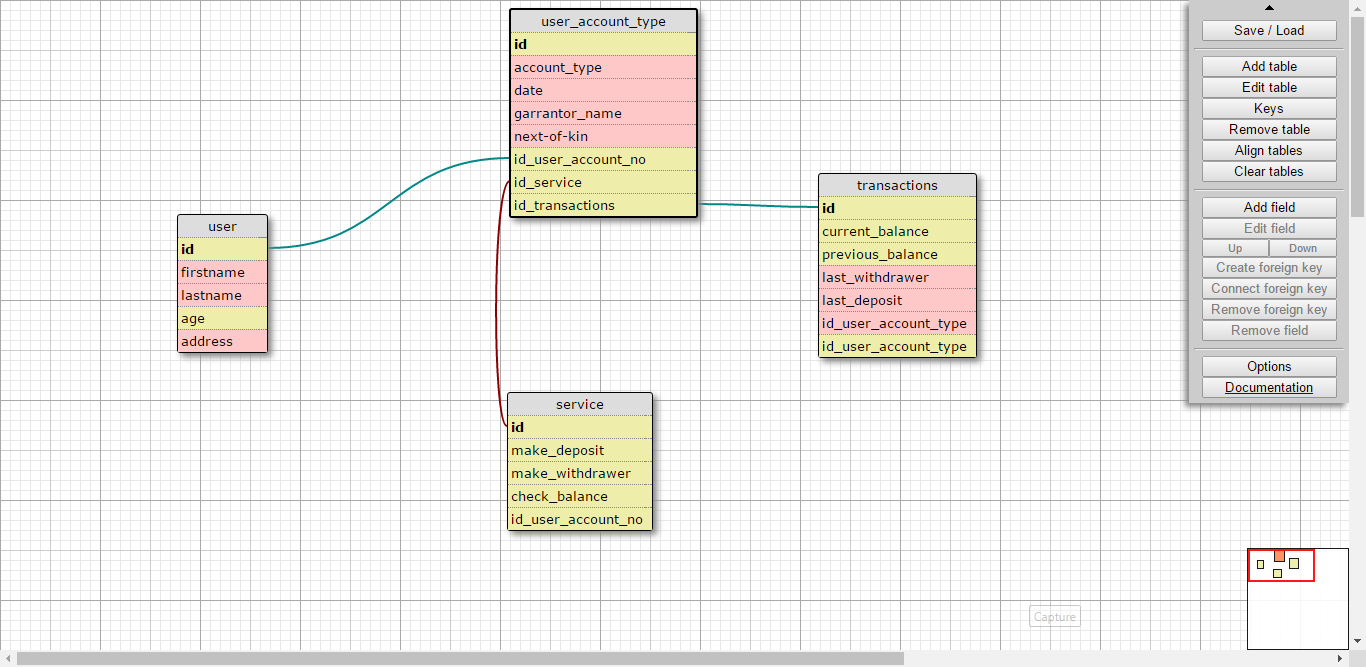 user_account_type
id
account_type
date
garrantor_name
next-of-kin
id_user_account_no
id_service
id_transactions
user
id
firstname
lastname
age
address
transactions
id
current_balance
previous_balance
last_withdrawer
last_deposit
id_user_account_type
id_user_account_type
service
id
make_deposit
make_withdrawer
check_balance
id_user_account_no
Save / Load
Add table
Edit table
Keys
Remove table
Align tables
Clear tables
Add field
Edit field
Up Down
Create foreign key
Connect foreign key
Remove foreign key
Remove field
Options
Documentation
Capture